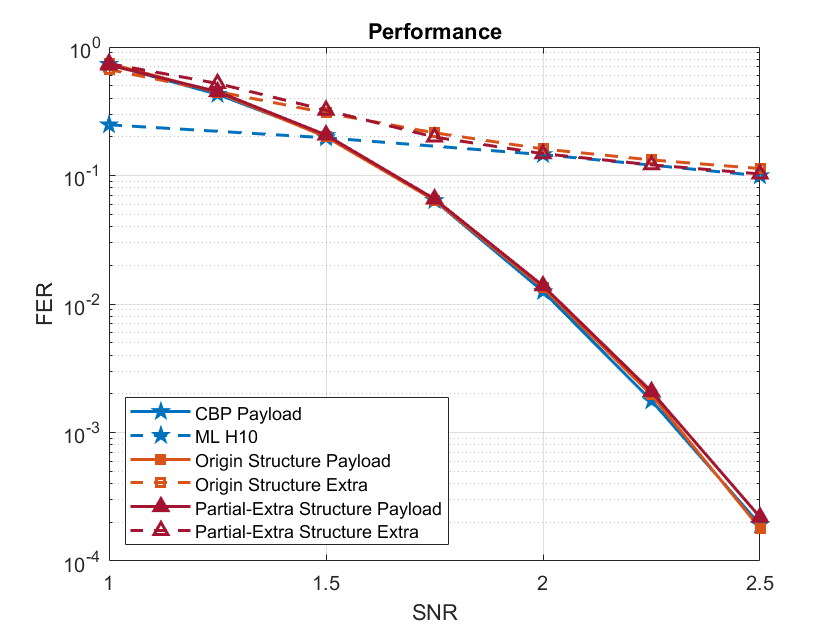 Performance
10^0
10^-1
10^-2
10^-3
10^-4
FER
CBP Payload
ML H10
Origin Structure Payload
Origin Structure Extra
Partial-Extra Structure Payload
Partial-Extra Structure Extra
1 1.5 2 2.5
SNR